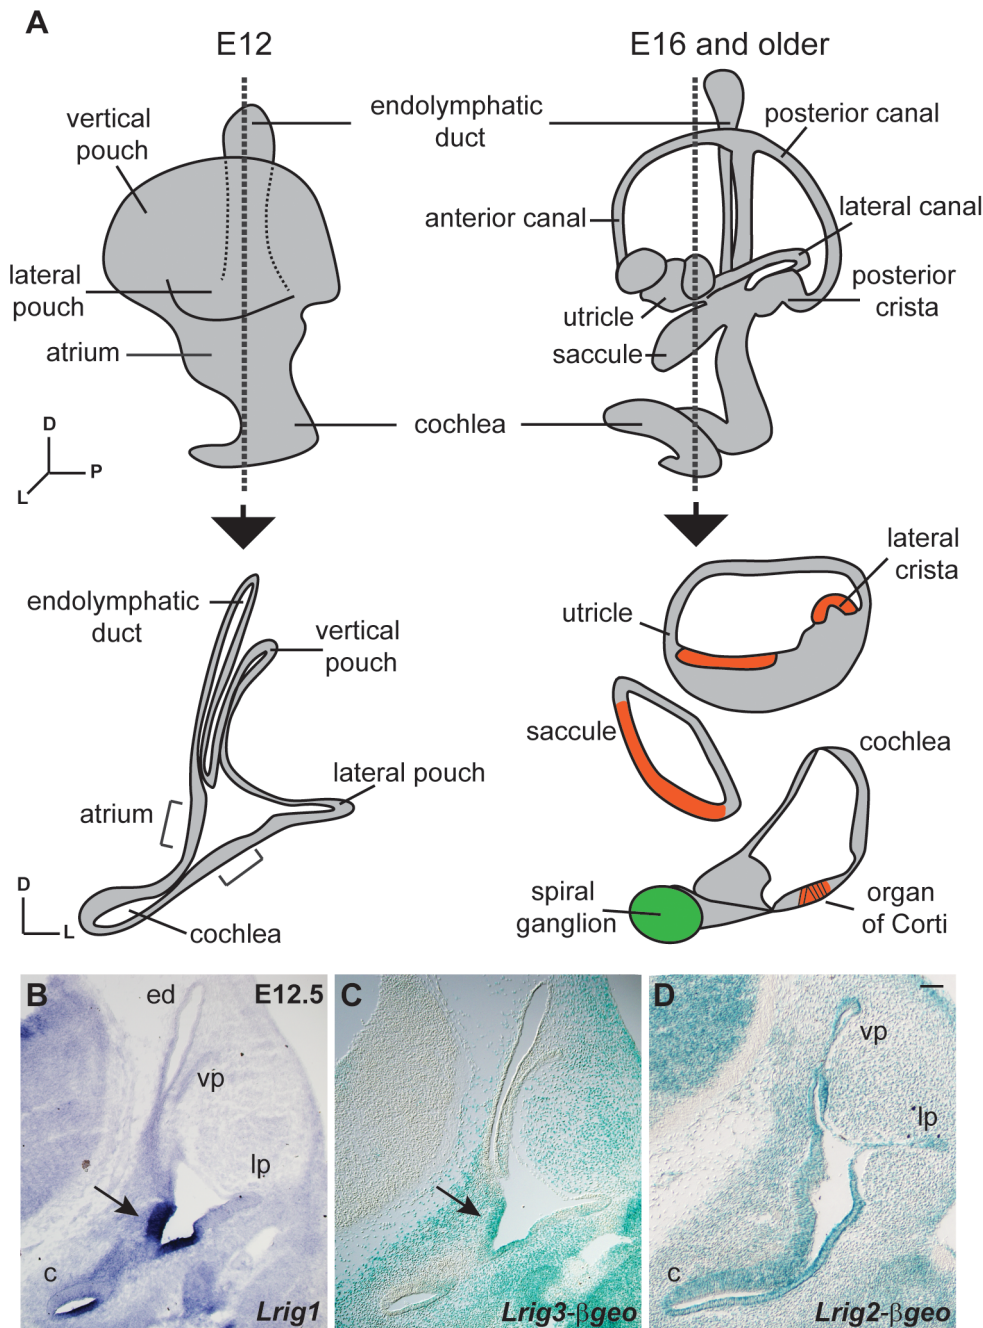 A
E12
E16 and older
vertical
pouch
endolymphatic
duct
posterior canal
anterior canal
lateral canal
lateral
pouch
posterior
crista
utricle
atrium
saccule
cochlea
D
P
L
endolymphatic
duct
vertical
pouch
lateral pouch
atrium
cochlea
D
L
lateral
crista
utricle
saccule
cochlea
spiral
ganglion
organ
of Corti
B
ed
E12.5
vp
lp
c
Lrig1
C
Lrig3-βgeo
D
vp
lp
c
Lrig2-βgeo